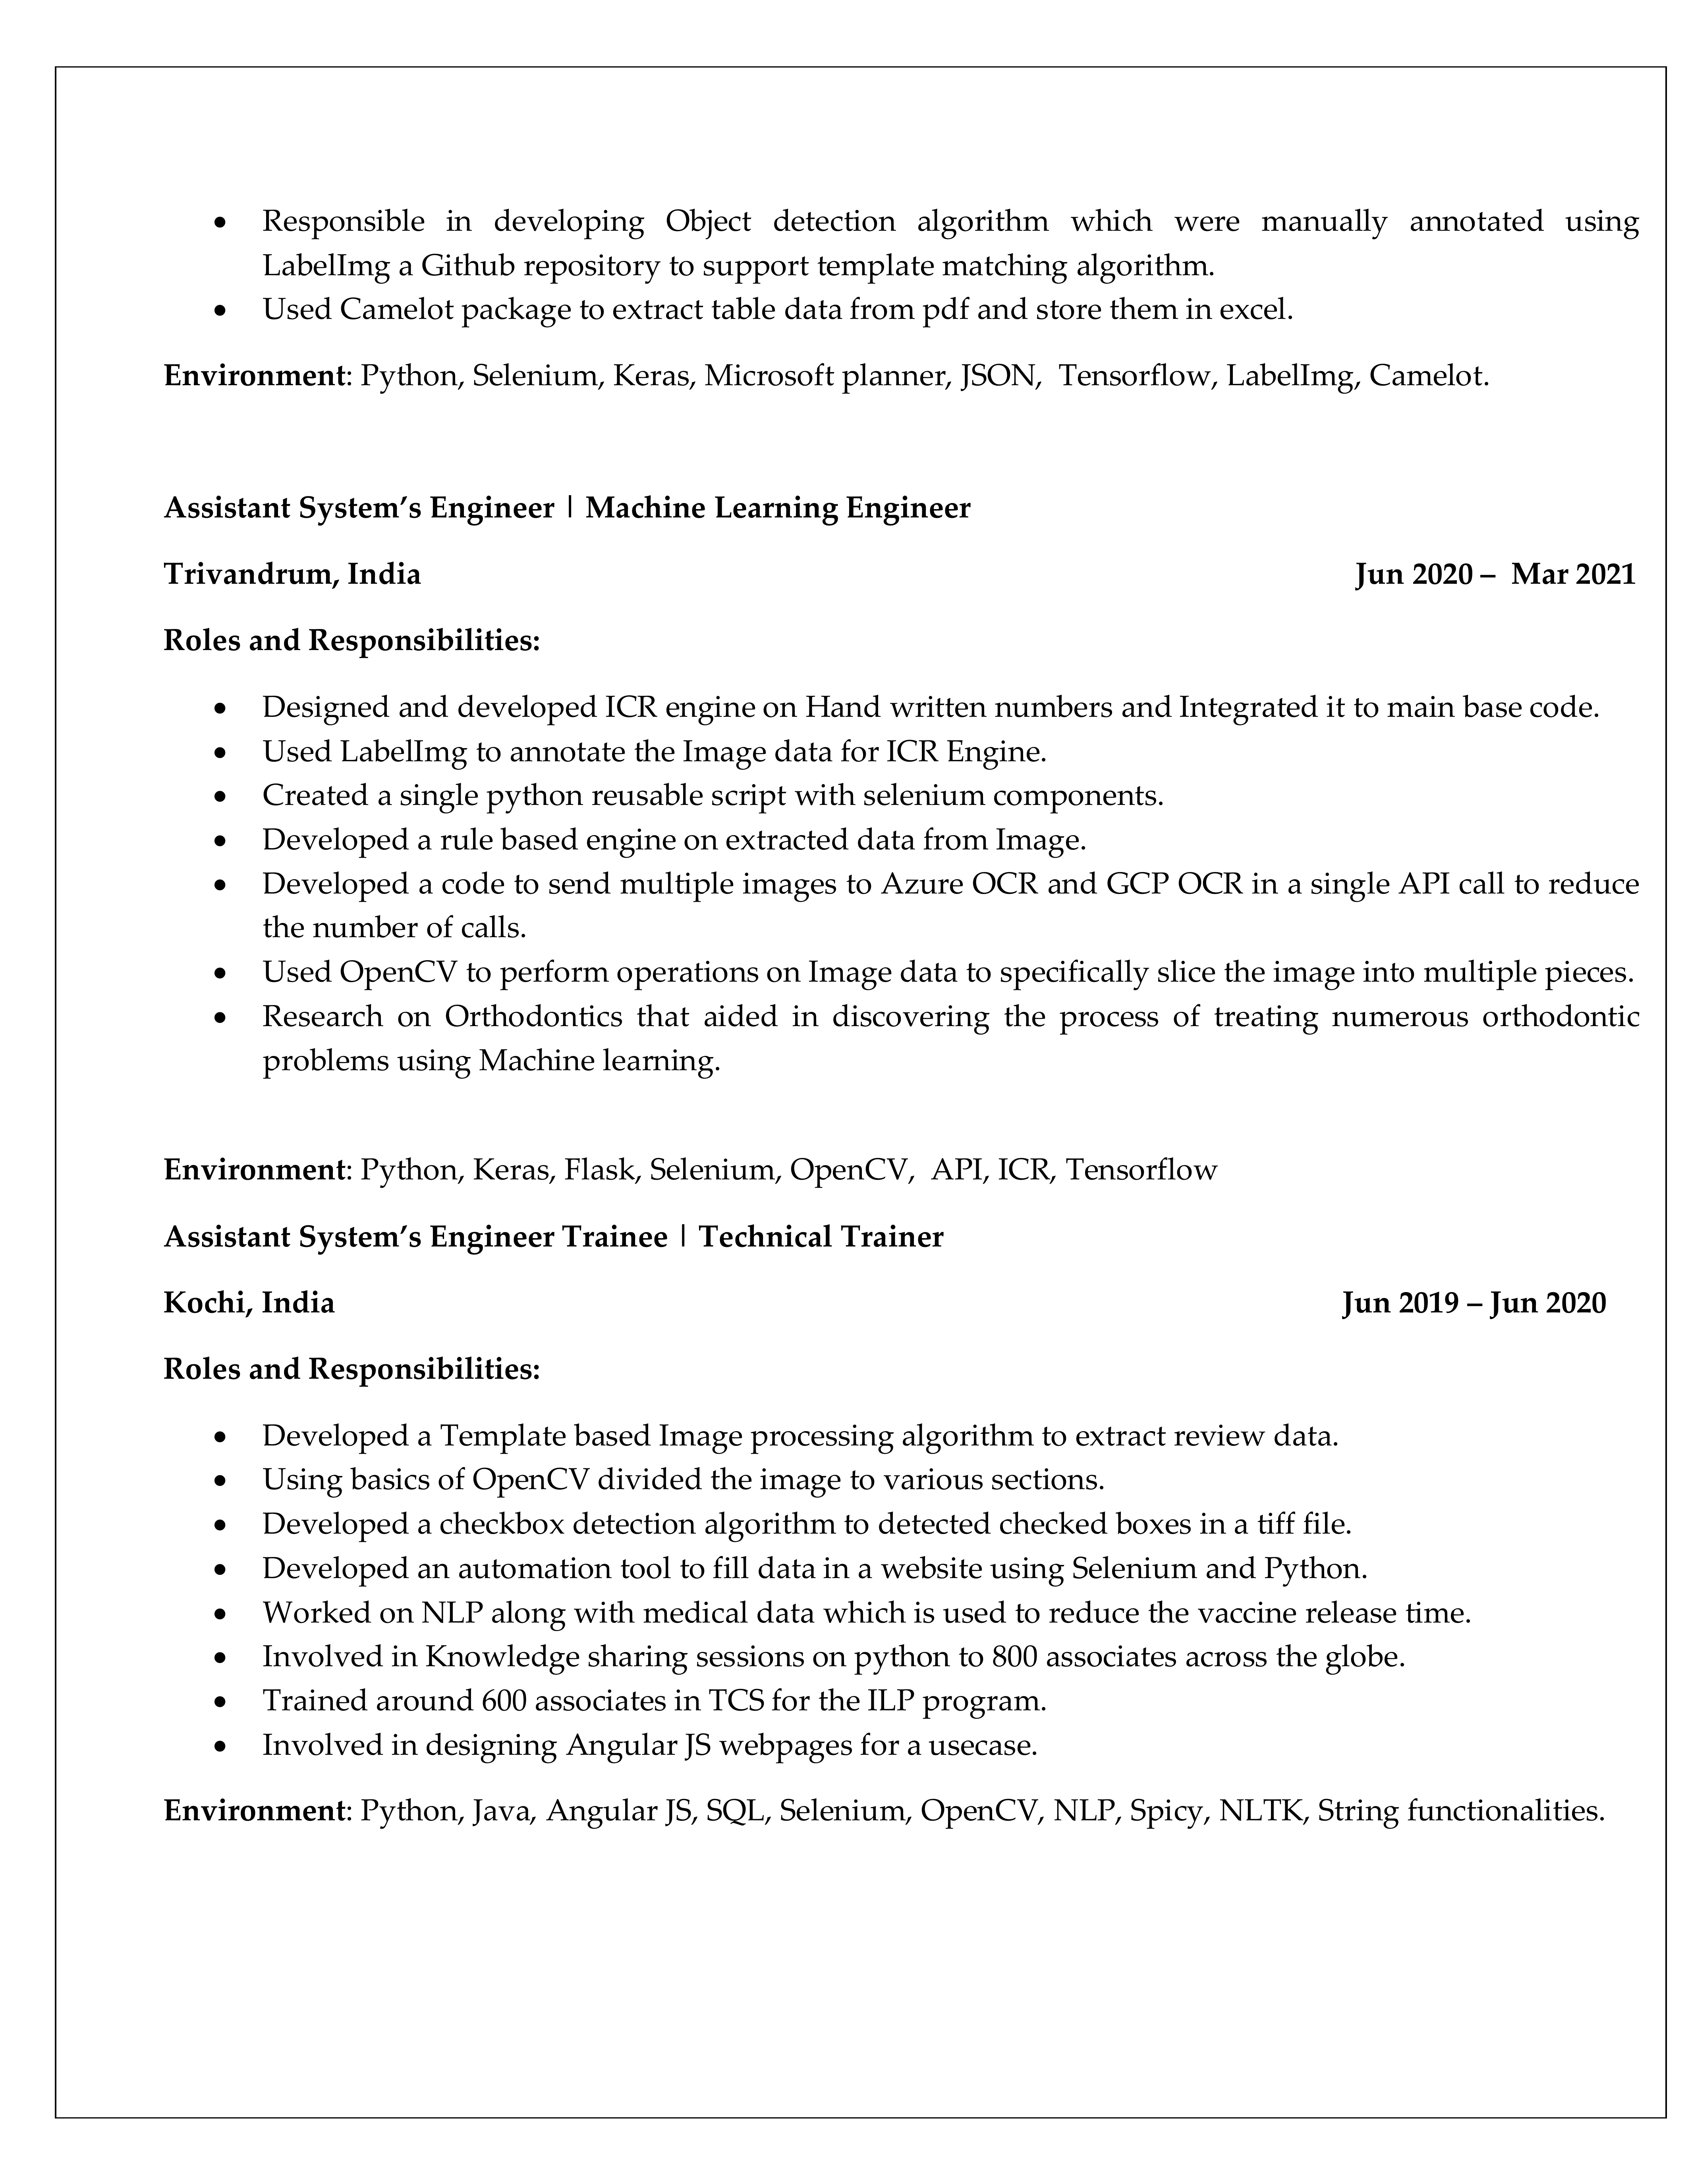 • Responsible in developing Object detection algorithm which were manually annotated using
LabelImg a Github repository to support template matching algorithm.
• Used Camelot package to extract table data from pdf and store them in excel.
Environment: Python, Selenium, Keras, Microsoft planner, JSON,  Tensorflow, LabelImg, Camelot.
Assistant System’s Engineer | Machine Learning Engineer
Trivandrum, India Jun 2020 –  Mar 2021
Roles and Responsibilities:
• Designed and developed ICR engine on Hand written numbers and Integrated it to main base code.
• Used LabelImg to annotate the Image data for ICR Engine.
• Created a single python reusable script with selenium components.
• Developed a rule based engine on extracted data from Image.
• Developed a code to send multiple images to Azure OCR and GCP OCR in a single API call to reduce
the number of calls.
• Used OpenCV to perform operations on Image data to specifically slice the image into multiple pieces.
• Research on Orthodontics that aided in discovering the process of treating numerous orthodontic
problems using Machine learning.
Environment: Python, Keras, Flask, Selenium, OpenCV,  API, ICR, Tensorflow
Assistant System’s Engineer Trainee | Technical Trainer
Kochi, India Jun 2019 – Jun 2020
Roles and Responsibilities:
• Developed a Template based Image processing algorithm to extract review data.
• Using basics of OpenCV divided the image to various sections.
• Developed a checkbox detection algorithm to detected checked boxes in a tiff file.
• Developed an automation tool to fill data in a website using Selenium and Python.
• Worked on NLP along with medical data which is used to reduce the vaccine release time.
• Involved in Knowledge sharing sessions on python to 800 associates across the globe.
• Trained around 600 associates in TCS for the ILP program.
• Involved in designing Angular JS webpages for a usecase.
Environment: Python, Java, Angular JS, SQL, Selenium, OpenCV, NLP, Spicy, NLTK, String functionalities.